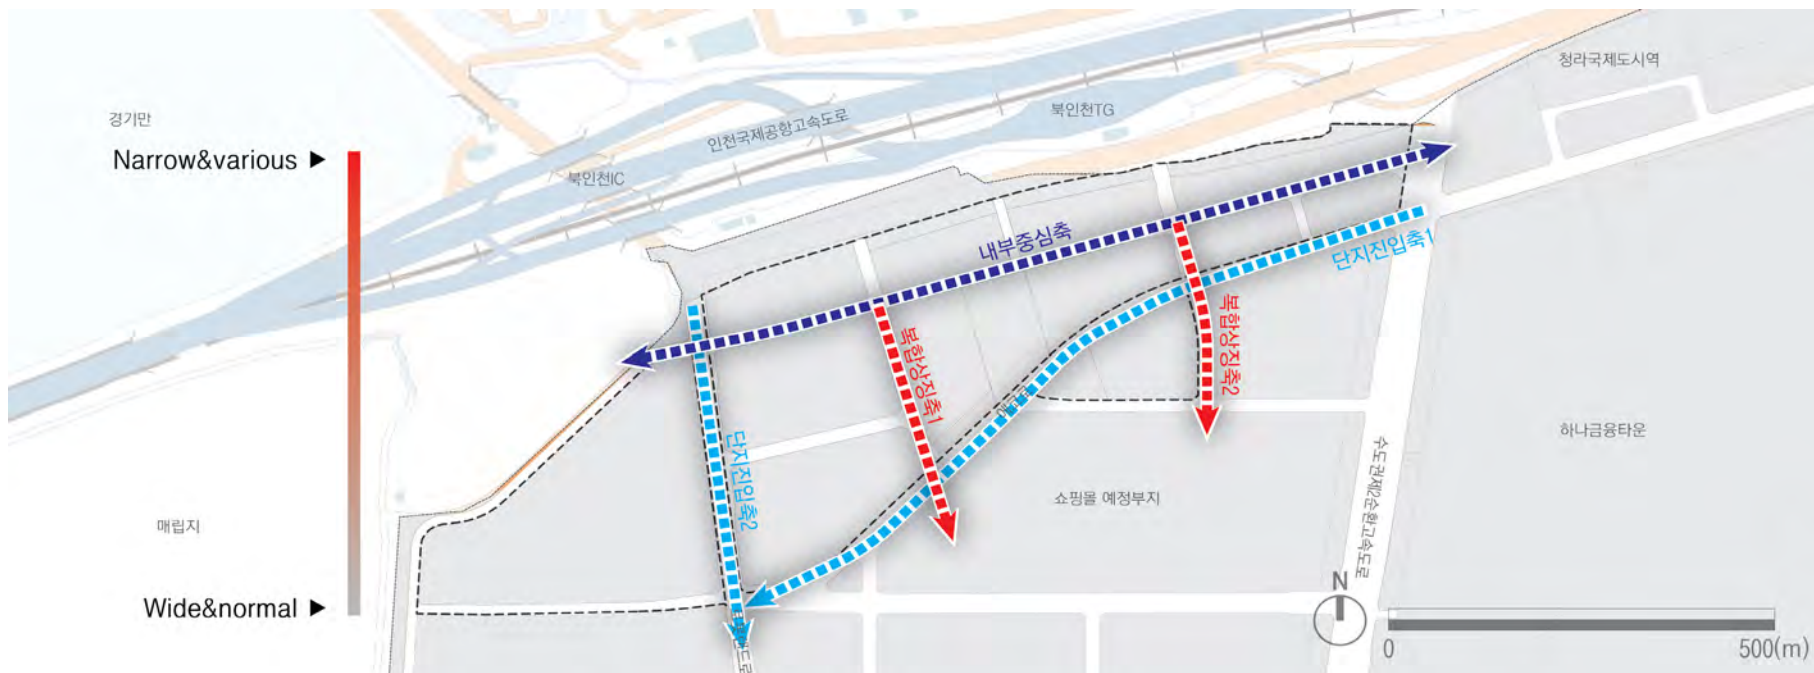 청라국제도시역
경기만
북인천TG
인천국제공항고속도로
Narrow&various ▶
북인천IC
내부중심축
단지진입축1
복합상징축1
복합상징축2
단지진입축2
하나금융타운
쇼핑몰 예정부지
수도권제2순환고속도로
매립지
Wide&normal ▶
N
0
500(m)